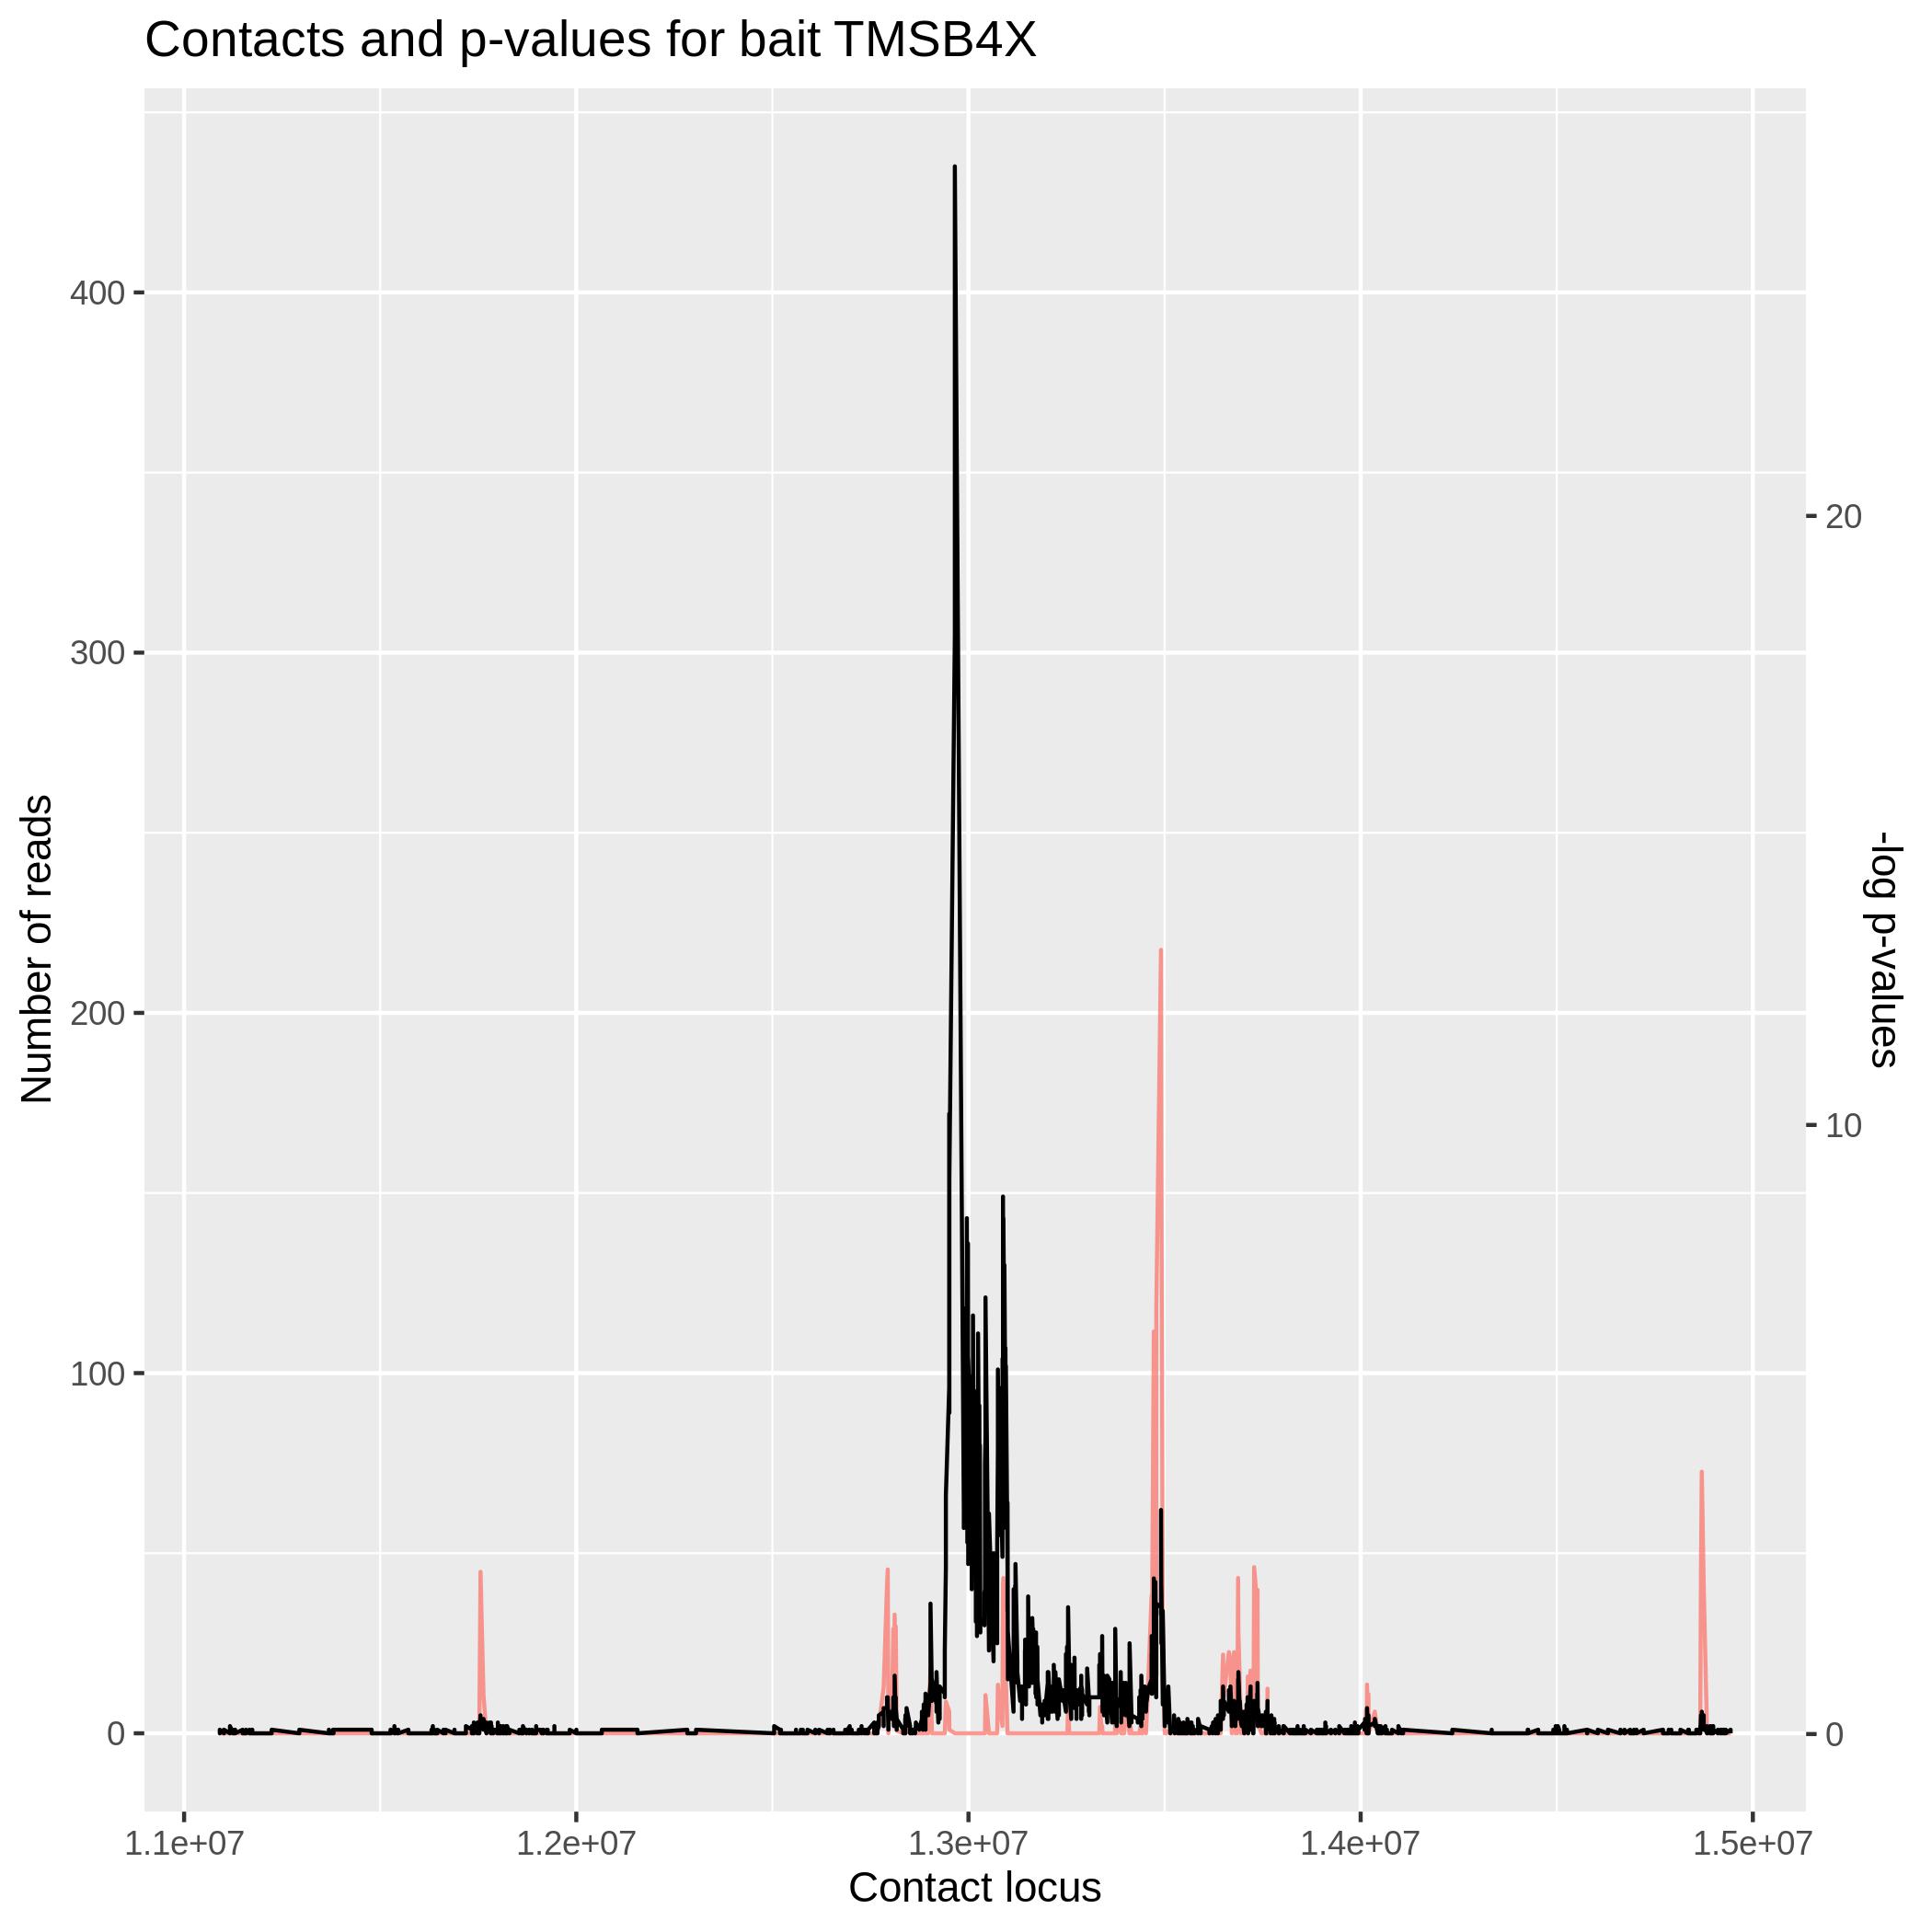 Contacts and p-values for bait TMSB4X
Number of reads
400
300
200
100
0
20
10
0
-log p-values
1.1e+07
1.2e+07
1.3e+07
1.4e+07
1.5e+07
Contact locus